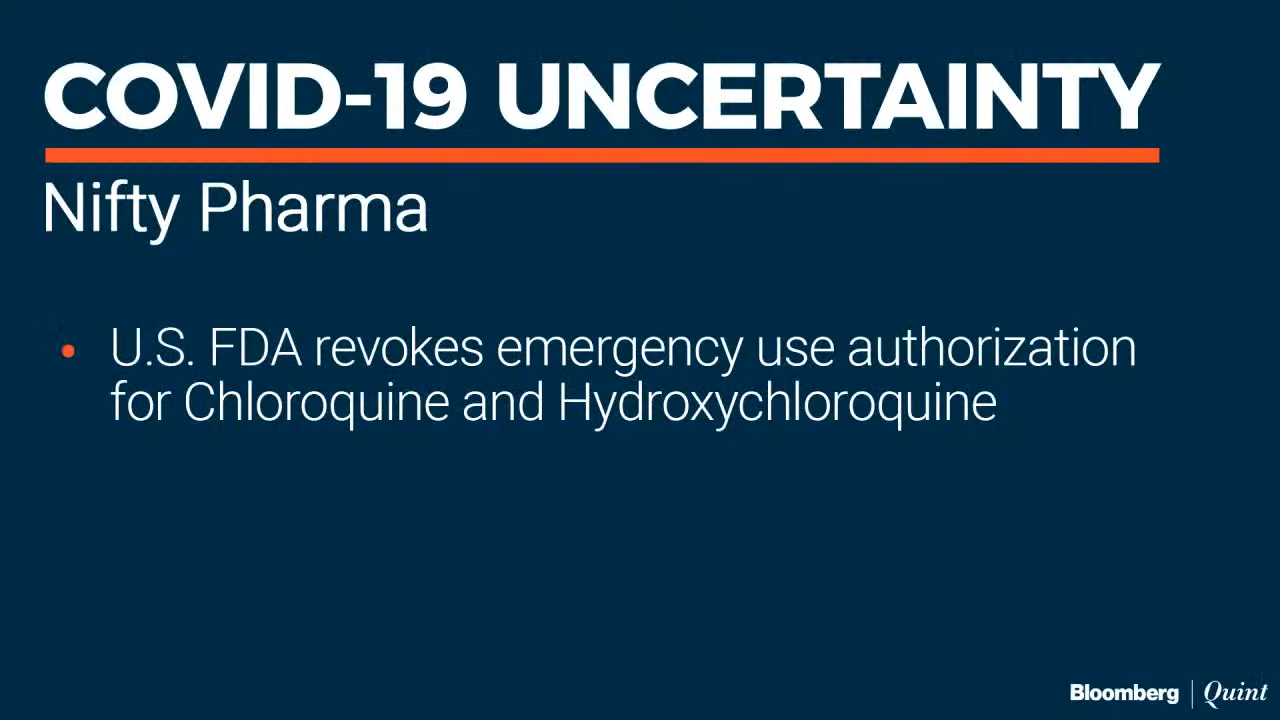 COVID-19 UNCERTAINTY
Nifty Pharma
• U.S. FDA revokes emergency use authorization
for Chloroquine and Hydroxychloroquine
Bloomberg | Quint